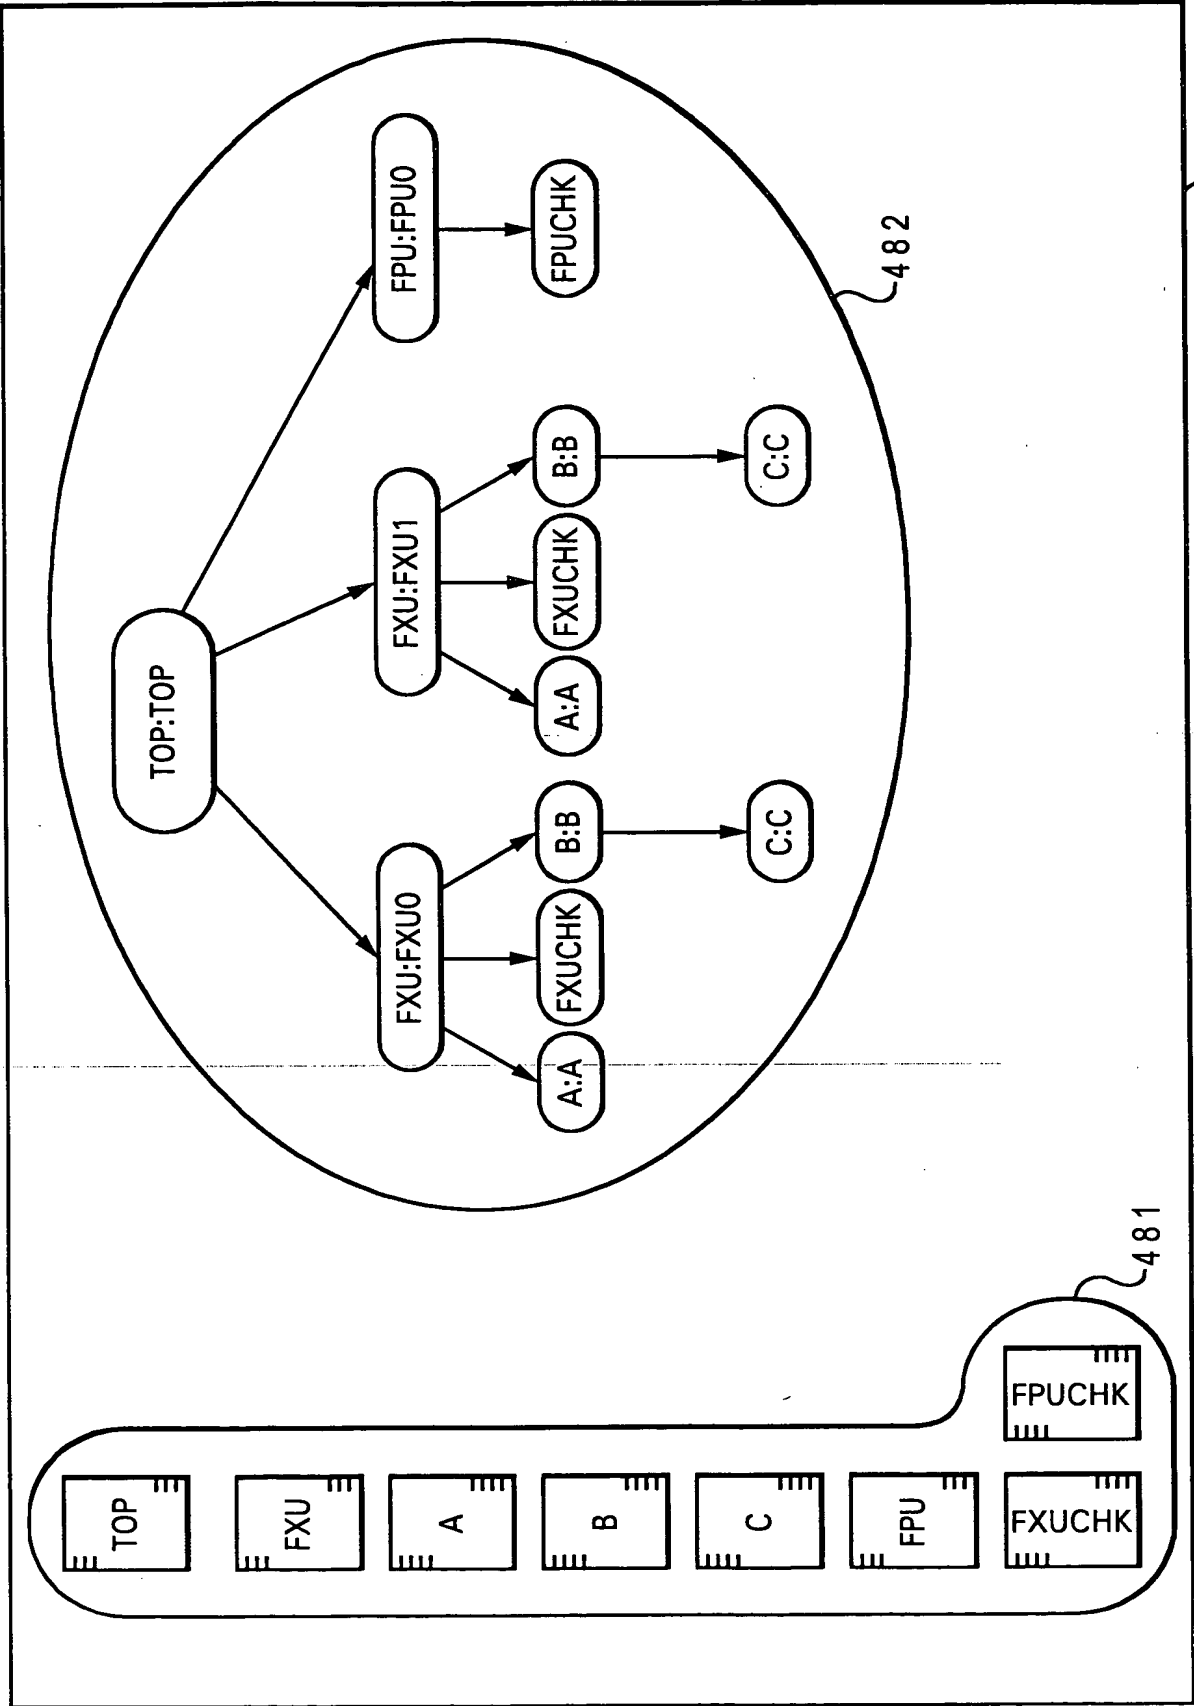 TOP
FXU
A
B
C
FPU
FXUCHK
FPUCHK
481
TOP:TOP
FXU:FXU0
FXU:FXU1
FPU:FPU0
A:A
FXUCHK
B:B
A:A
FXUCHK
B:B
FPUCHK
C:C
C:C
482